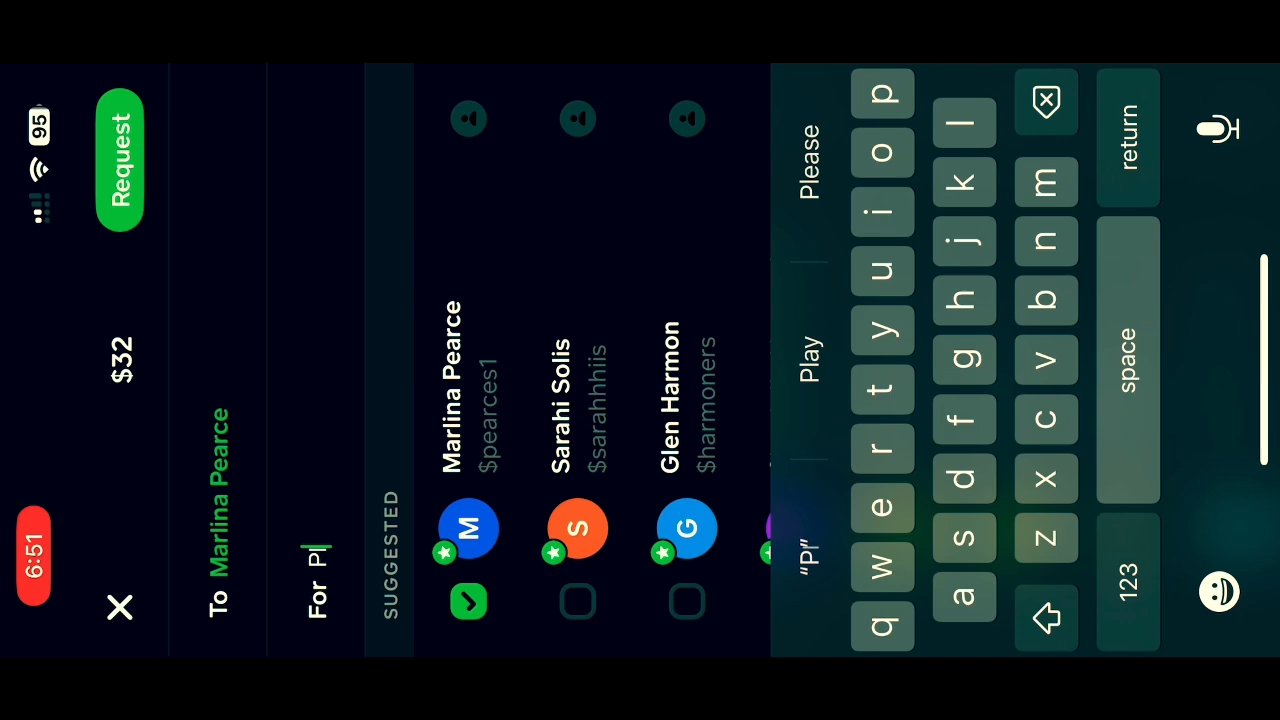 6:51
95
$32
Request
To Marlina Pearce
For Pl
SUGGESTED
M
Marlina Pearce
$pearces1
S
Sarahi Solis
$sarahhhiis
G
Glen Harmon
$harmoners
Play
Please
q w e r t y u i o p
a s d f g h j k l
z x c v b n m
123
space
return